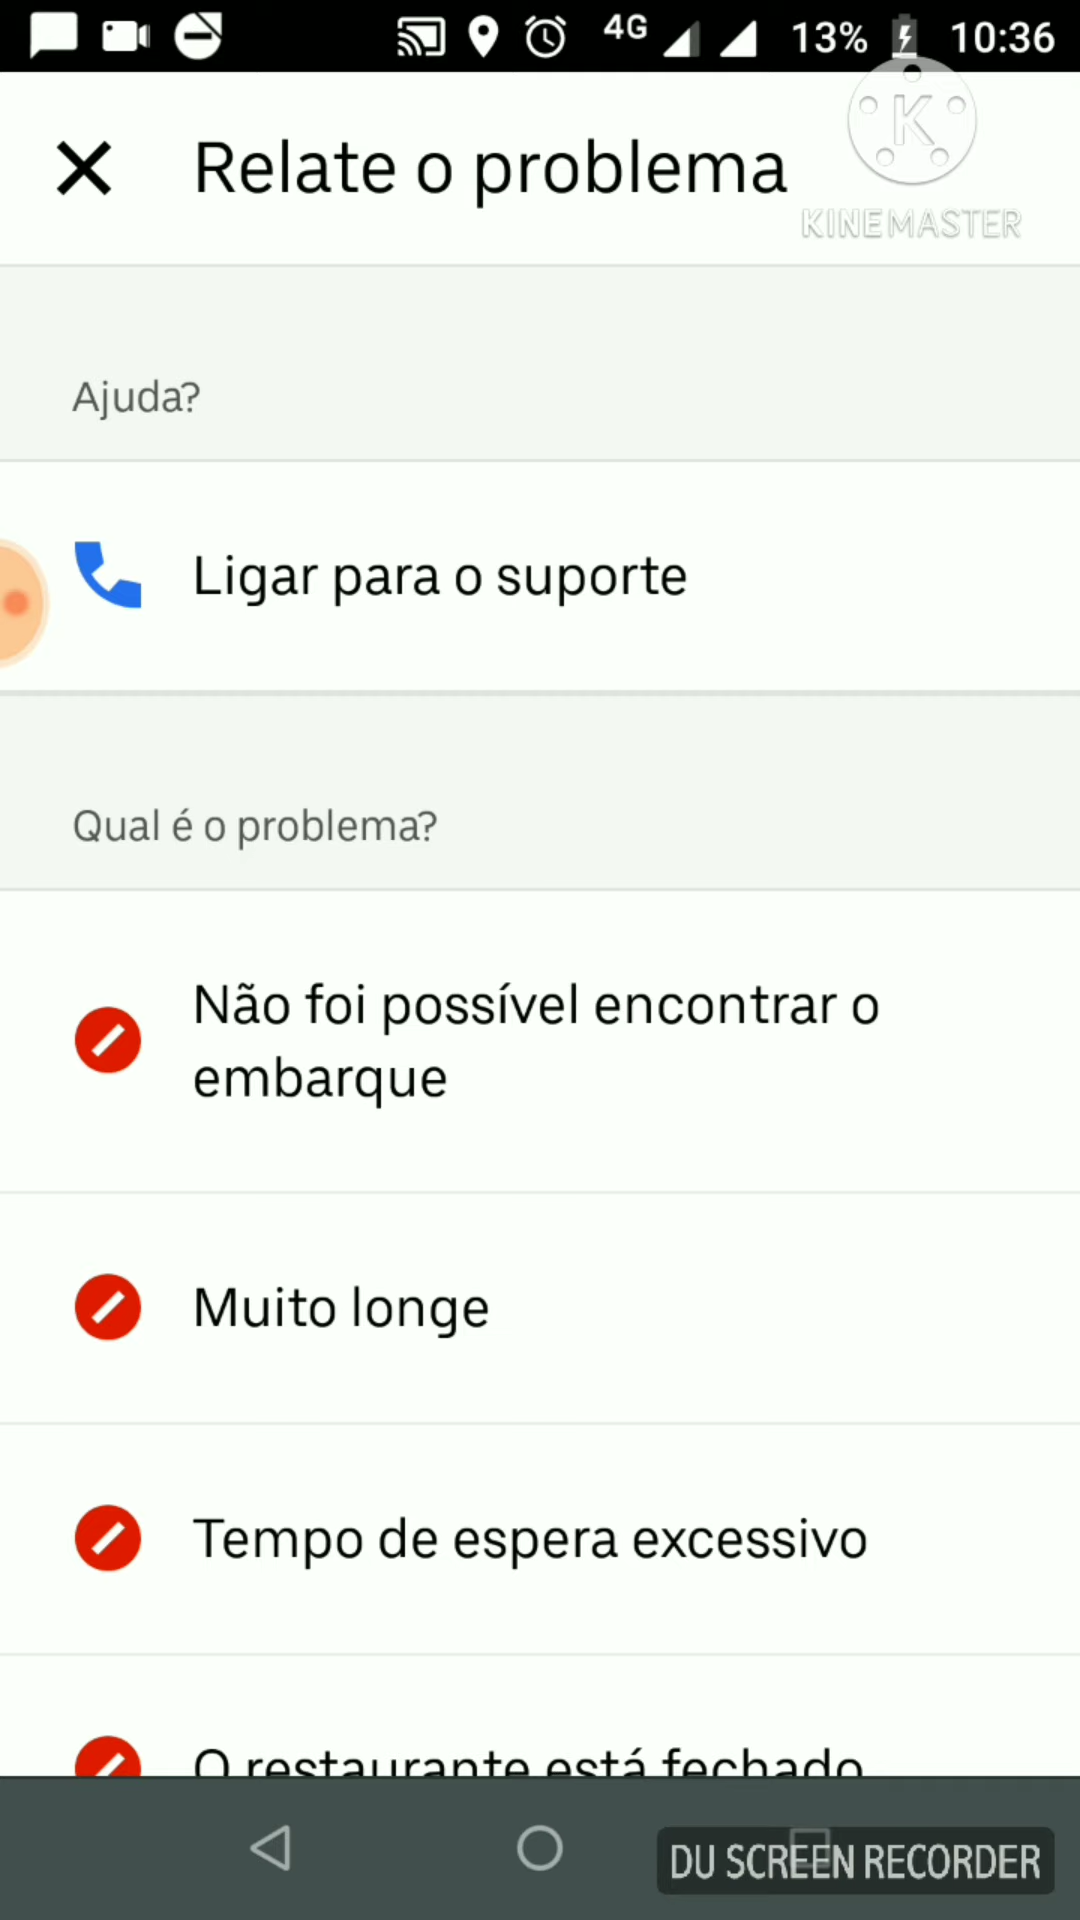 4G 13% 10:36
Relate o problema
K
KINEMASTER
Ajuda?
Ligar para o suporte
Qual é o problema?
Não foi possível encontrar o
embarque
Muito longe
Tempo de espera excessivo
O restaurante está fechado
DU SCREEN RECORDER